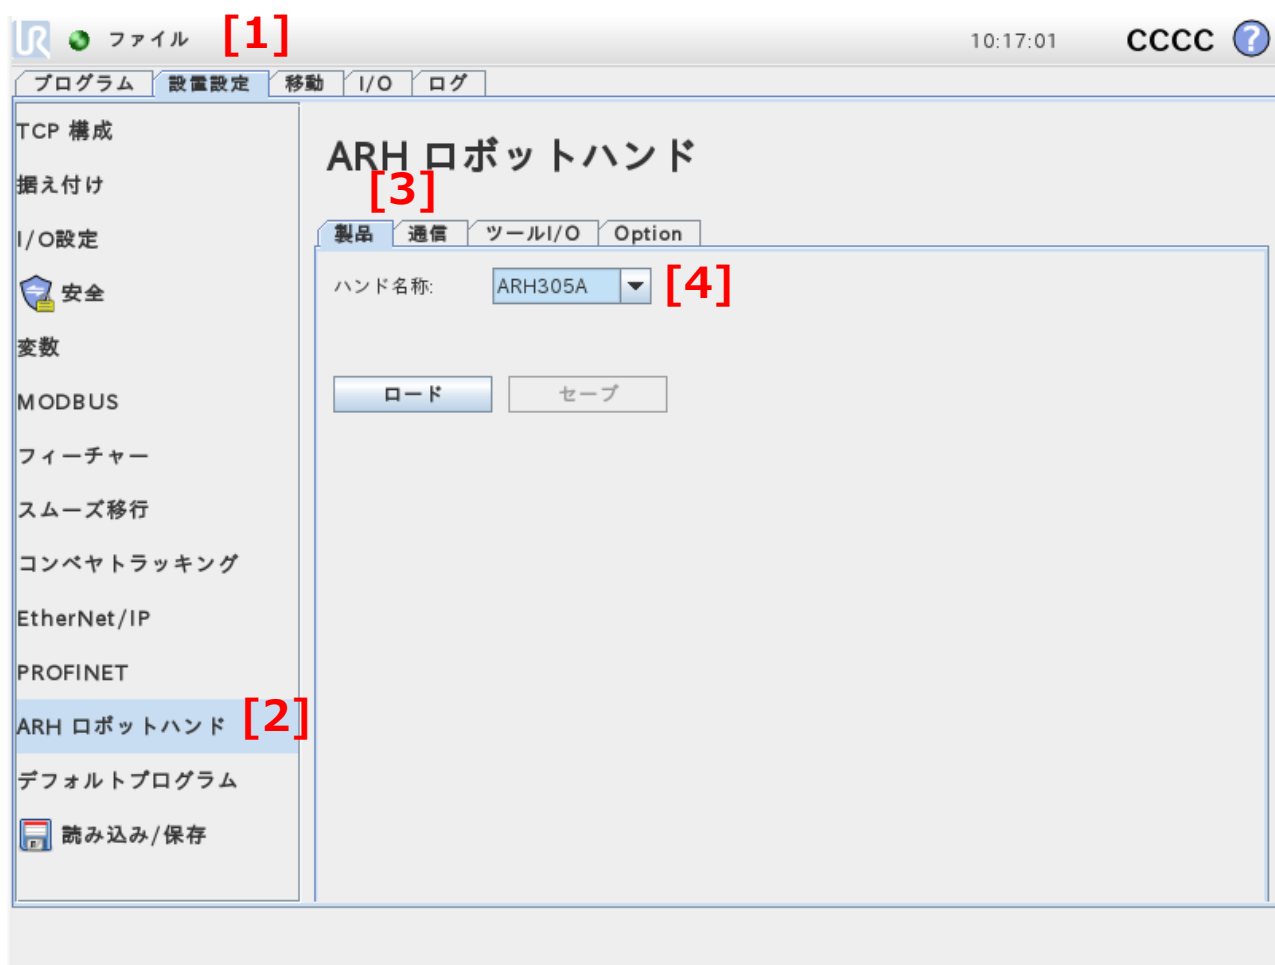 UR ファイル [1] 10:17:01 CCCC ?
プログラム 設置設定 移動 I/O ログ
TCP 構成
据え付け
I/O設定
安全
変数
MODBUS
フィーチャー
スムーズ移行
コンベヤトラッキング
EtherNet/IP
PROFINET
ARH ロボットハンド [2]
デフォルトプログラム
読み込み/保存
ARH ロボットハンド
[3]
製品 通信 ツールI/O Option
ハンド名称: ARH305A [4]
ロード セーブ